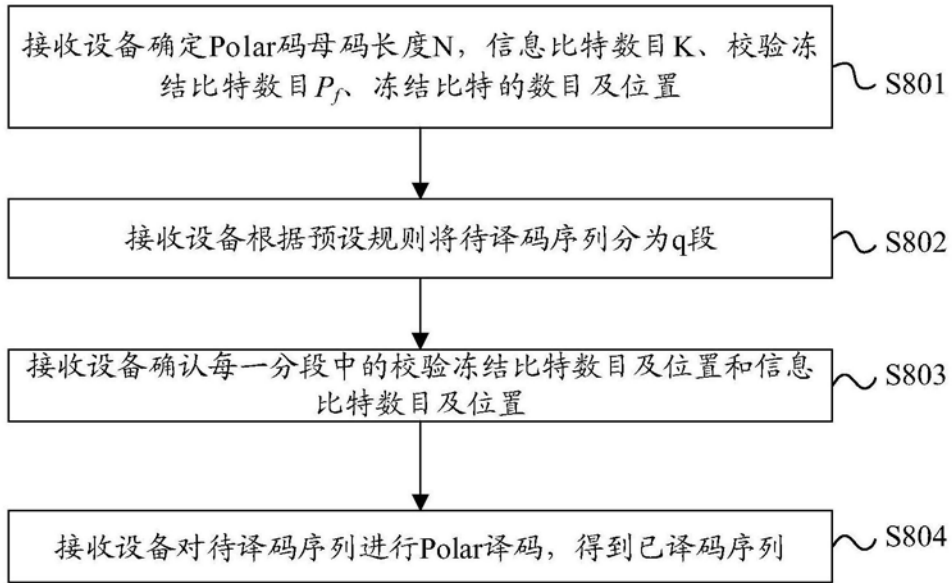 接收设备确定Polar码母码长度N，信息比特数目K、校验冻
结比特数目P_f、冻结比特的数目及位置
S801
接收设备根据预设规则将待译码序列分为q段
S802
接收设备确认每一分段中的校验冻结比特数目及位置和信息
比特数目及位置
S803
接收设备对待译码序列进行Polar译码，得到已译码序列
S804